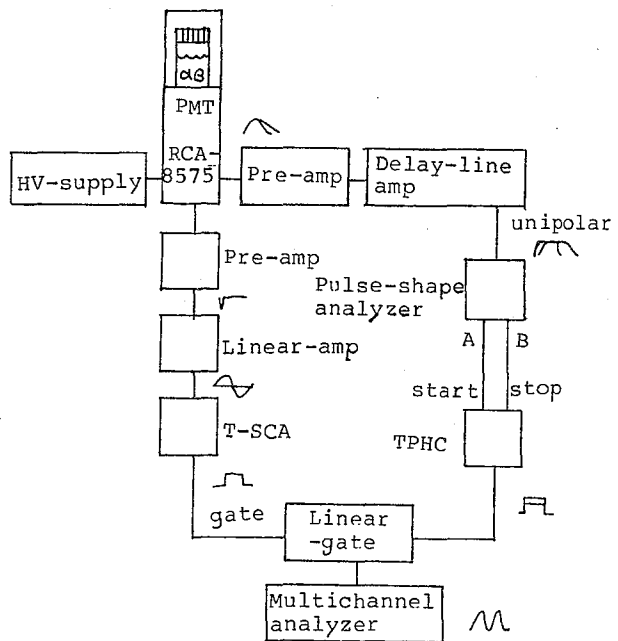 αβ
PMT
RCA-
8575
HV-supply
Pre-amp
Delay-line
amp
unipolar
Pre-amp
Pulse-shape
analyzer
A B
Linear-amp
start stop
T-SCA
TPHC
gate
Linear
-gate
Multichannel
analyzer